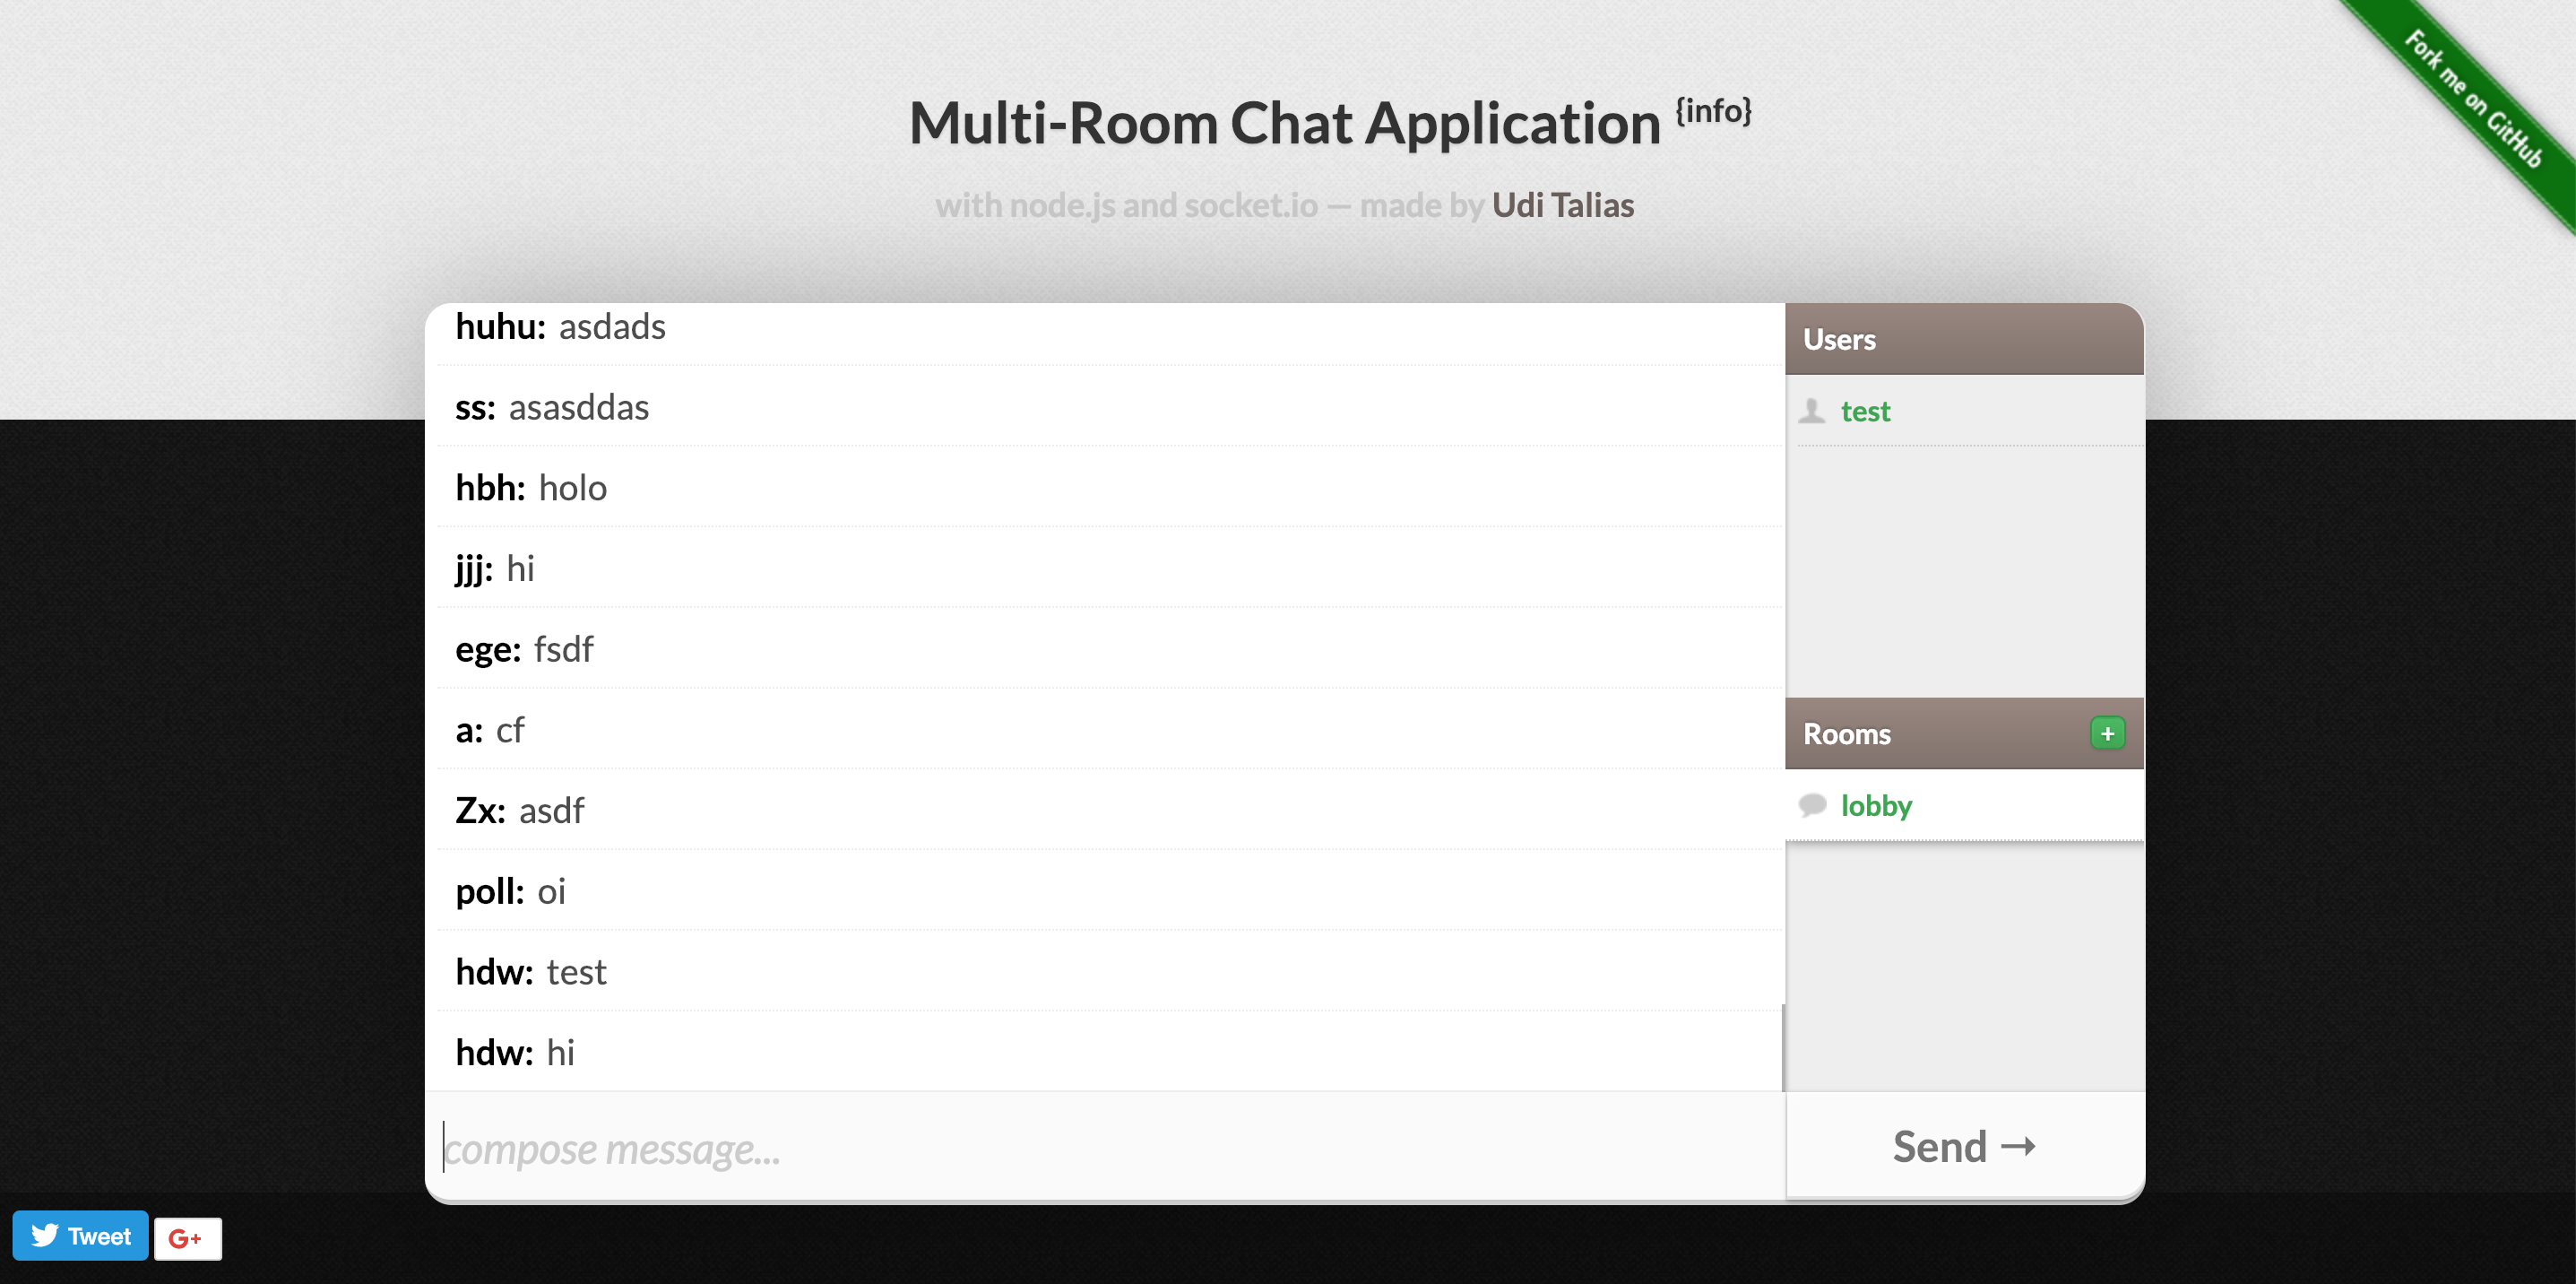 Fork me on GitHub
Multi-Room Chat Application {info}
with node.js and socket.io — made by Udi Talias
huhu: asdads
ss: asasddas
hbh: holo
jjj: hi
ege: fsdf
a: cf
Zx: asdf
poll: oi
hdw: test
hdw: hi
Users
test
Rooms +
lobby
compose message...
Send →
Tweet
G+